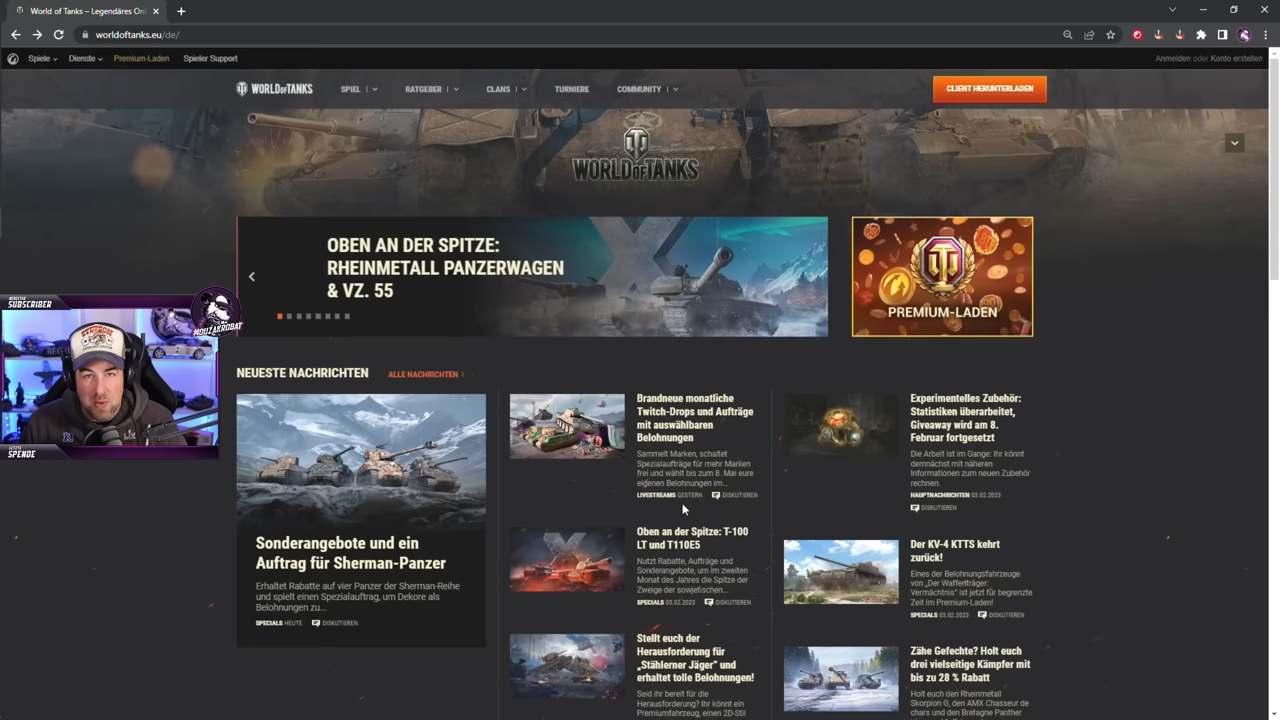 World of Tanks – Legendäres Onl
worldoftanks.eu/de/
Spiele
Dienste
Premium-Laden
Spieler Support
Anmelden oder Konto erstellen
WORLD OF TANKS
SPIEL
RATGEBER
CLANS
TURNIERE
COMMUNITY
CLIENT HERUNTERLADEN
WORLD OF TANKS
OBEN AN DER SPITZE:
RHEINMETALL PANZERWAGEN
& VZ. 55
PREMIUM-LADEN
SUBSCRIBER
MOUZAKROBAT
SPENDE
NEUESTE NACHRICHTEN
ALLE NACHRICHTEN
Sonderangebote und ein
Auftrag für Sherman-Panzer
Erhaltet Rabatte auf vier Panzer der Sherman-Reihe
und spielt einen Spezialauftrag, um Dekore als
Belohnungen zu...
SPECIALS HEUTE DISKUTIEREN
Brandneue monatliche
Twitch-Drops und Aufträge
mit auswählbaren
Belohnungen
Sammelt Marken, schaltet
Spezialaufträge für mehr Marken
frei und wählt bis zum 8. Mai eure
eigenen Belohnungen im...
LIVESTREAMS GESTERN DISKUTIEREN
Oben an der Spitze: T-100
LT und T110E5
Nutzt Rabatte, Aufträge und
Sonderangebote, um im zweiten
Monat des Jahres die Spitze der
Zweige der sowjetischen...
SPECIALS 05.02.2023 DISKUTIEREN
Stellt euch der
Herausforderung für
„Stählerner Jäger“ und
erhaltet tolle Belohnungen!
Seid ihr bereit für die
Herausforderung? Ihr könnt ein
Premiumfahrzeug, einen 2D-Stil
Experimentelles Zubehör:
Statistiken überarbeitet,
Giveaway wird am 8.
Februar fortgesetzt
Die Arbeit ist im Gange: Ihr könnt
demnächst mit näheren
Informationen zum neuen Zubehör
rechnen.
HAUPTNACHRICHTEN 03.02.2023
DISKUTIEREN
Der KV-4 KTTS kehrt
zurück!
Eines der Belohnungsfahrzeuge
von „Der Waffenträger:
Vermächtnis“ ist jetzt für begrenzte
Zeit im Premium-Laden!
SPECIALS 03.02.2023 DISKUTIEREN
Zähe Gefechte? Holt euch
drei vielseitige Kämpfer mit
bis zu 28 % Rabatt
Holt euch den Rheinmetall
Skorpion G, den AMX Chasseur de
chars und den Bretagne Panther